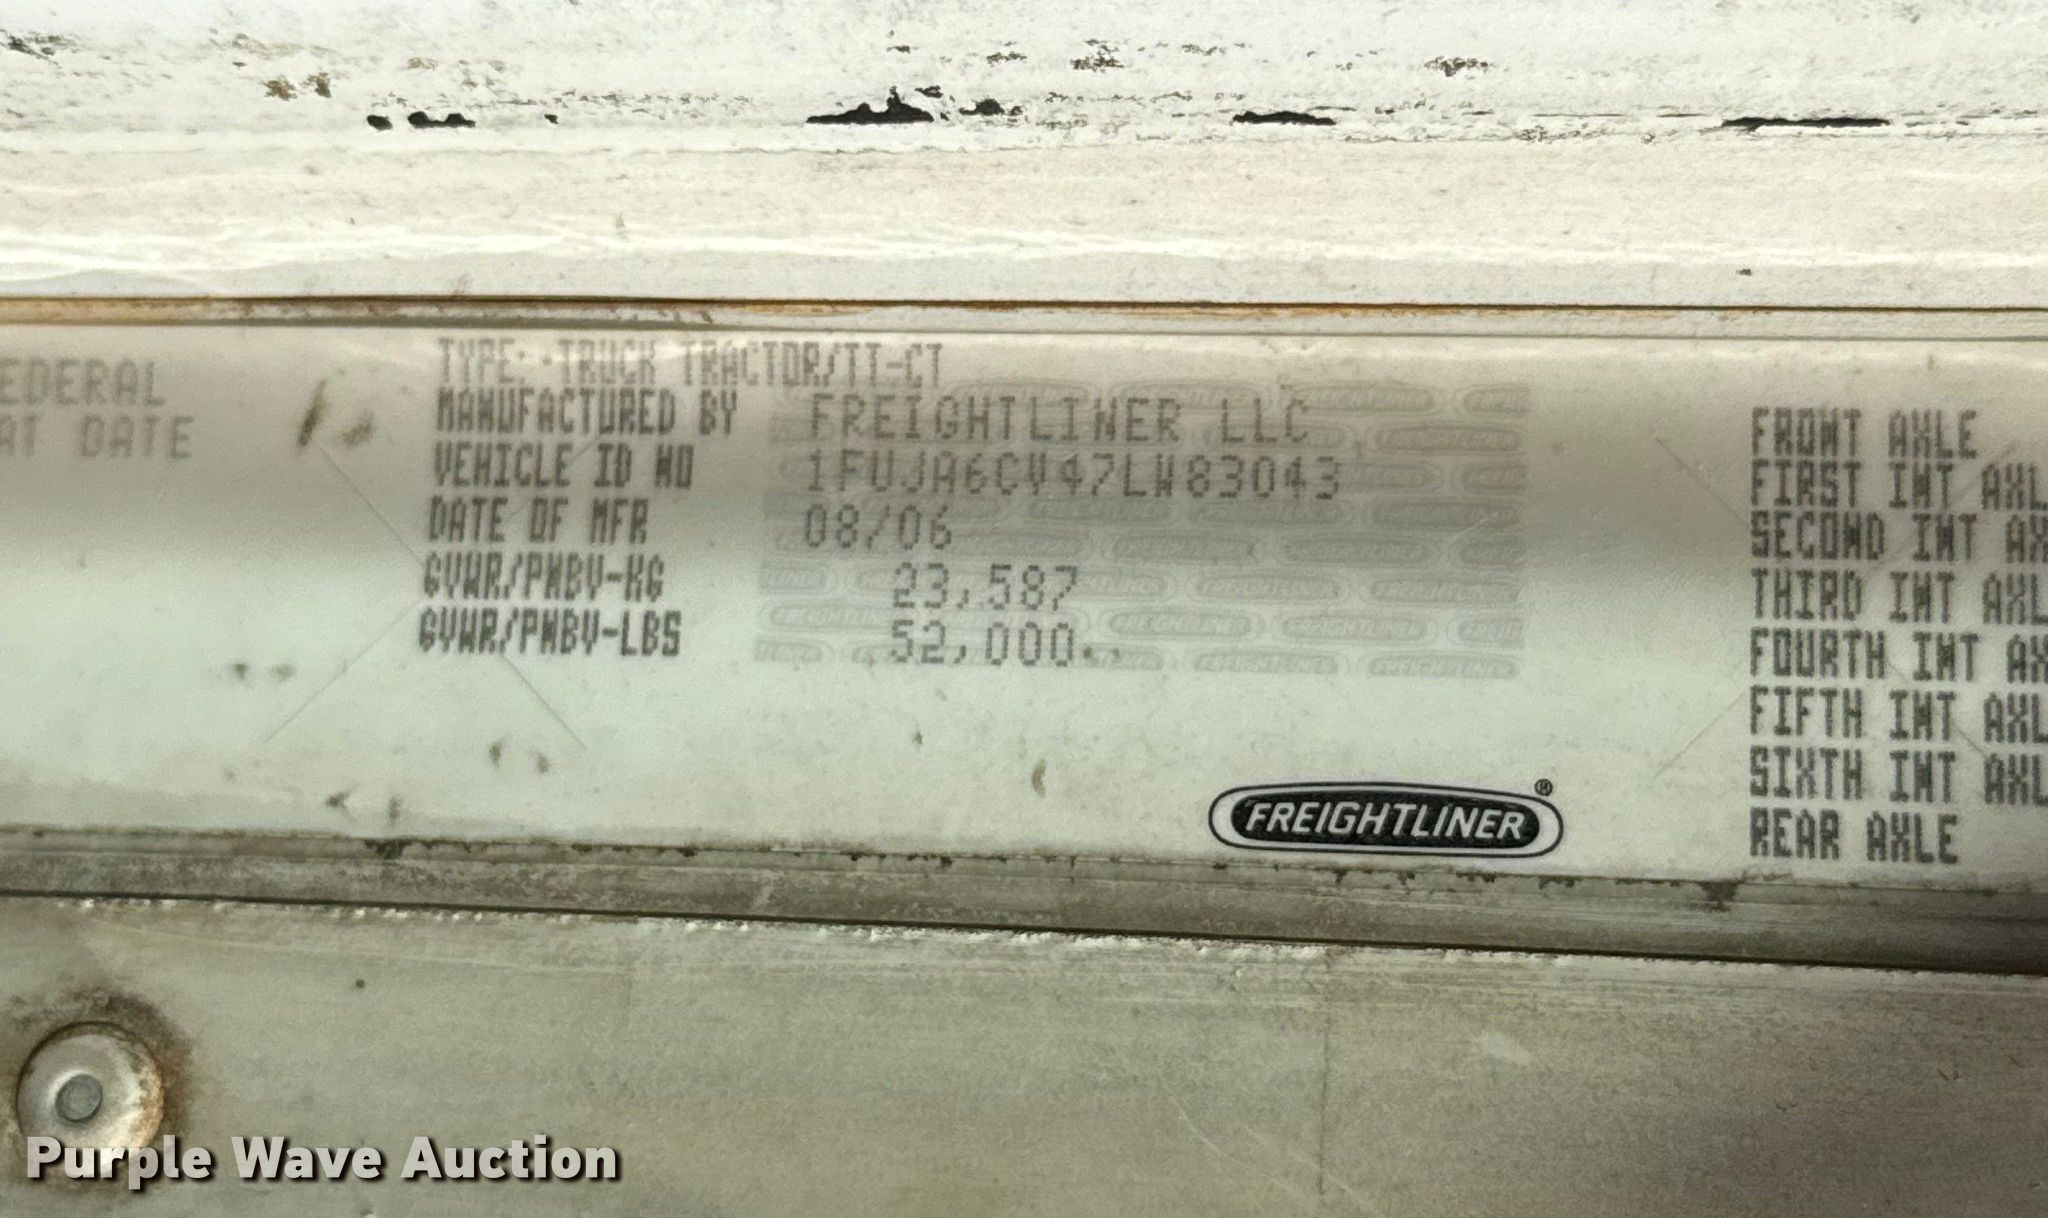 EDERAL
AT DATE
TYPE: TRUCK TRACTOR/TT-CT
MANUFACTURED BY FREIGHTLINER LLC
VEHICLE ID NO 1FUJA6CV47LW83043
DATE OF MFR 08/06
GVWR/PNBV-KG 23,587
GVWR/PNBV-LBS 52,000
FREIGHTLINER®
FRONT AXLE
FIRST INT AXL
SECOND INT AX
THIRD INT AXL
FOURTH INT AX
FIFTH INT AXL
SIXTH INT AXL
REAR AXLE
Purple Wave Auction